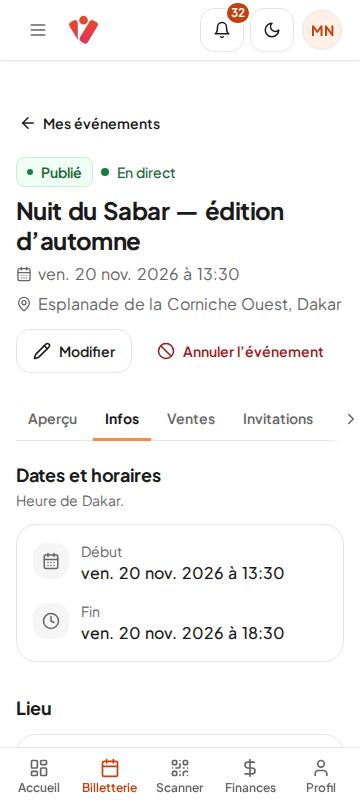 32
MN
Mes événements
Publié
En direct
Nuit du Sabar — édition
d’automne
ven. 20 nov. 2026 à 13:30
Esplanade de la Corniche Ouest, Dakar
Modifier
Annuler l’événement
Aperçu
Infos
Ventes
Invitations
Dates et horaires
Heure de Dakar.
Début
ven. 20 nov. 2026 à 13:30
Fin
ven. 20 nov. 2026 à 18:30
Lieu
Accueil
Billetterie
Scanner
Finances
Profil